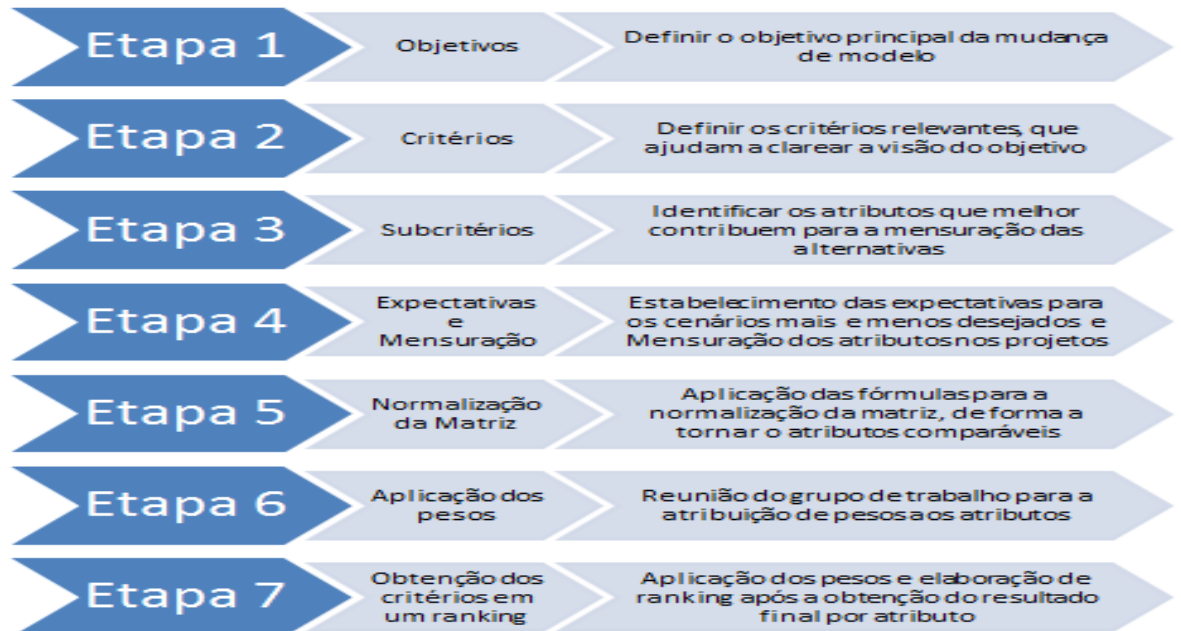 Etapa 1
Objetivos
Definir o objetivo principal da mudança
de modelo
Etapa 2
Critérios
Definir os critérios relevantes, que
ajudam a clarear a visão do objetivo
Etapa 3
Subcritérios
Identificar os atributos que melhor
contribuem para a mensuração das
alternativas
Etapa 4
Expectativas
e
Mensuração
Estabelecimento das expectativas para
os cenários mais e menos desejados e
Mensuração dos atributos nos projetos
Etapa 5
Normalização
da Matriz
Aplicação das fórmulas para a
normalização da matriz, de forma a
tornar o atributos comparáveis
Etapa 6
Aplicação dos
pesos
Reunião do grupo de trabalho para a
atribuição de pesos aos atributos
Etapa 7
Obtenção dos
critérios em
um ranking
Aplicação dos pesos e elaboração de
ranking após a obtenção do resultado
final por atributo